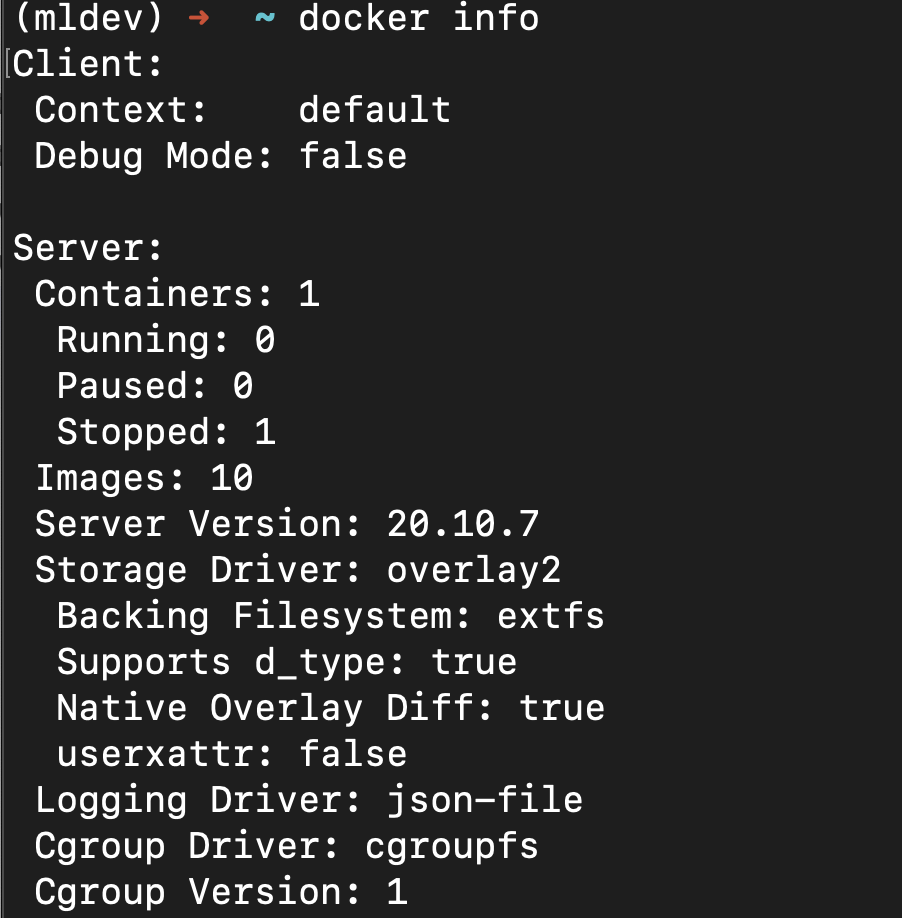 (mldev) ➜  ~ docker info
[Client:
 Context:    default
 Debug Mode: false

Server:
 Containers: 1
  Running: 0
  Paused: 0
  Stopped: 1
 Images: 10
 Server Version: 20.10.7
 Storage Driver: overlay2
  Backing Filesystem: extfs
  Supports d_type: true
  Native Overlay Diff: true
  userxattr: false
 Logging Driver: json-file
 Cgroup Driver: cgroupfs
 Cgroup Version: 1